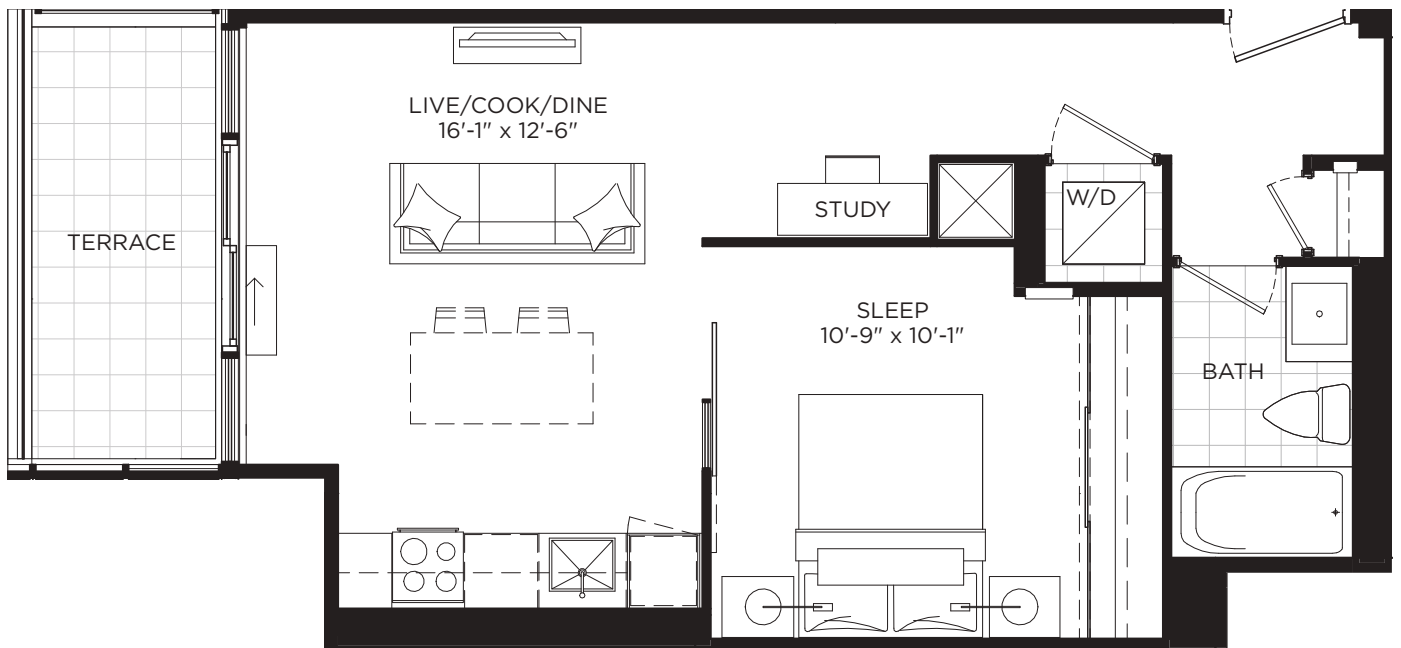 LIVE/COOK/DINE
16'-1" x 12'-6"
TERRACE
STUDY
W/D
SLEEP
10'-9" x 10'-1"
BATH